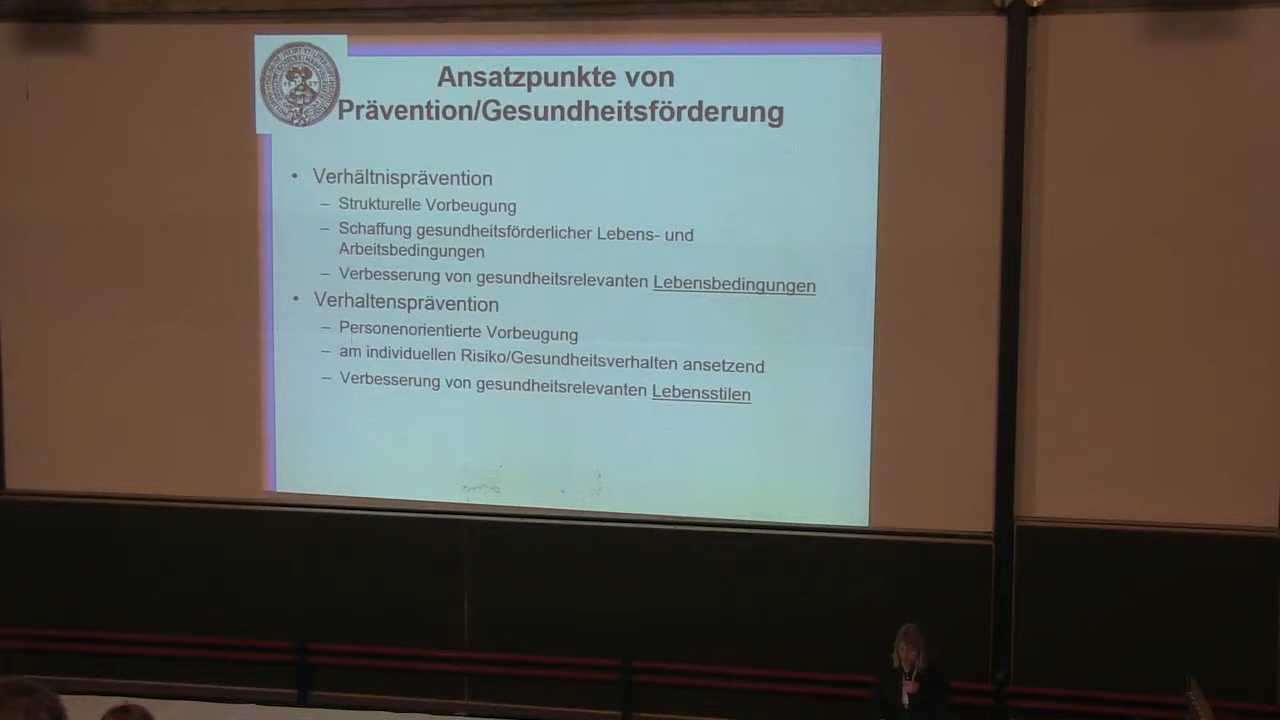 Ansatzpunkte von
Prävention/Gesundheitsförderung
• Verhältnisprävention
– Strukturelle Vorbeugung
– Schaffung gesundheitsförderlicher Lebens- und
Arbeitsbedingungen
– Verbesserung von gesundheitsrelevanten Lebensbedingungen
• Verhaltensprävention
– Personenorientierte Vorbeugung
– am individuellen Risiko/Gesundheitsverhalten ansetzend
– Verbesserung von gesundheitsrelevanten Lebensstilen